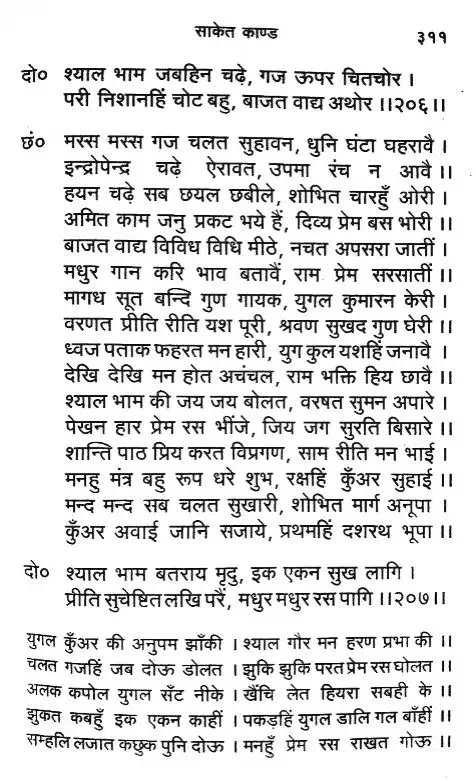 साकेत काण्ड
३११
दो० श्याल भाम जबहिन चढ़े, गज ऊपर चितचोर ।
परी निशानहिं चोट बहु, बाजत वाद्य अथोर ।।२०६।।
छं० मस्स मस्स गज चलत सुहावन, धुनि घंटा घहरावै ।
इन्द्रोपेन्द्र चढ़े ऐरावत, उपमा रंच न आवै ।।
हयन चढ़े सब छयल छबीले, शोभित चारहुँ ओरी ।
अमित काम जनु प्रकट भये हैं, दिव्य प्रेम बस भोरी ।।
बाजत वाद्य विविध विधि मीठे, नचत अपसरा जातीं ।
मधुर गान करि भाव बतावैं, राम प्रेम सरसातीं ।।
मागध सूत बन्दि गुण गायक, युगल कुमारन केरी ।
वरणत प्रीति रीति यश पूरी, श्रवण सुखद गुण घेरी ।।
ध्वज पताक फहरत मन हारी, युग कुल यशहिं जनावै ।
देखि देखि मन होत अचंचल, राम भक्ति हिय छावै ।।
श्याल भाम की जय जय बोलत, वरषत सुमन अपारे ।
पेखन हार प्रेम रस भींजे, जिय जग सुरति बिसारे ।।
शान्ति पाठ प्रिय करत विप्रगण, साम रीति मन भाई ।
मनहु मंत्र बहु रूप धरे शुभ, रक्षहिं कुँअर सुहाई ।।
मन्द मन्द सब चलत सुखारी, शोभित मार्ग अनूपा ।
कुँअर अवाई जानि सजाये, प्रथमहिं दशरथ भूपा ।।
दो० श्याल भाम बतराय मृदु, इक एकन सुख लागि ।
प्रीति सुचेष्टित लखि परैं, मधुर मधुर रस पागि ।।२०७।।
युगल कुँअर की अनुपम झाँकी । श्याल गौर मन हरण प्रभा की ।।
चलत गजहिं जब दोऊ डोलत । झुकि झुकि परत प्रेम रस घोलत ।।
अलक कपोल युगल सँट नीके । खैंचि लेत हियरा सबही के ।।
झुकत कबहुँ इक एकन काहीं । पकड़हिं युगल डालि गल बाँहीं ।।
सम्हलि लजात कछुक पुनि दोऊ । मनहुँ प्रेम रस राखत गोऊ ।।